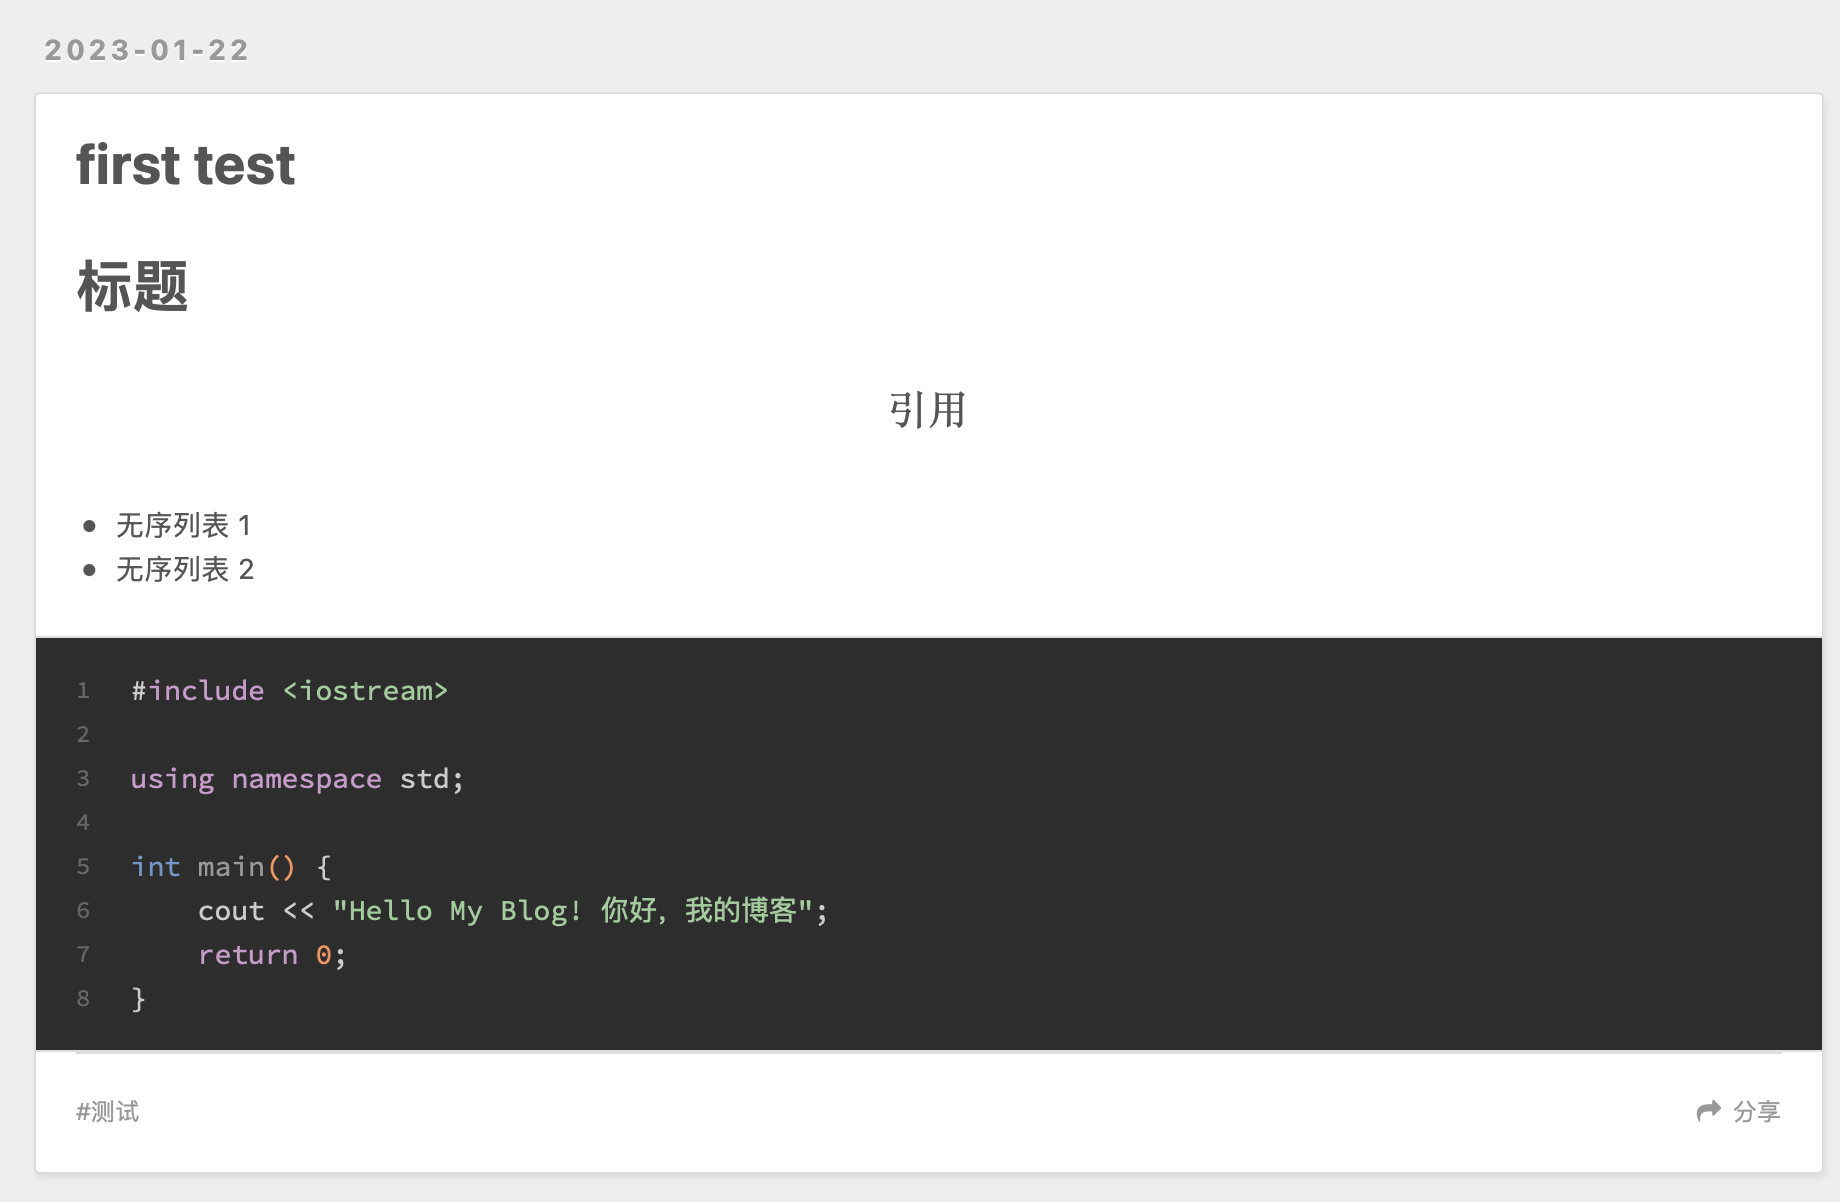 2023-01-22
first test
标题
引用
无序列表 1
无序列表 2
1 #include <iostream>
2
3 using namespace std;
4
5 int main() {
6     cout << "Hello My Blog! 你好，我的博客";
7     return 0;
8 }
#测试
分享